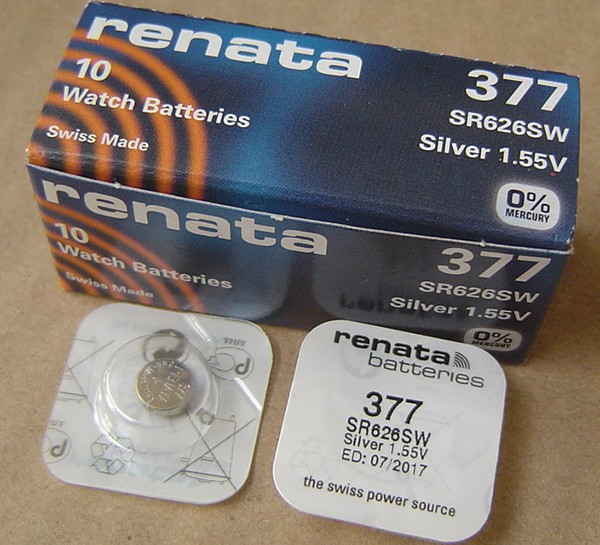 renata
10
Watch Batteries
Swiss Made
377
SR626SW
Silver 1.55V
0%
MERCURY
renata
10
Watch Batteries
Swiss Made
377
SR626SW
Silver 1.55V
0%
MERCURY
renata
batteries
377
SR626SW
Silver 1.55V
ED: 07/2017
the swiss power source